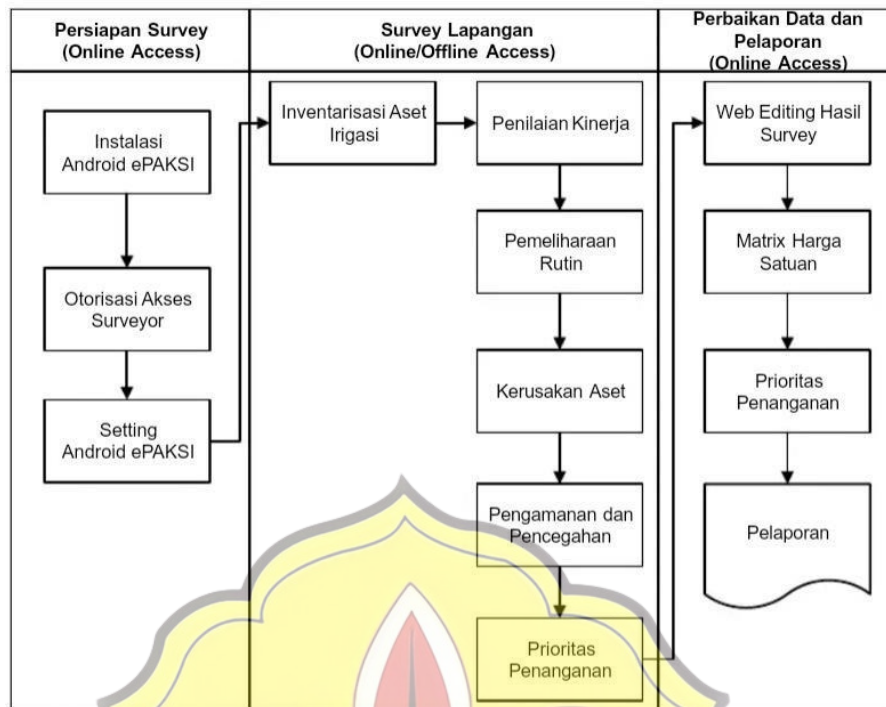 Persiapan Survey
(Online Access)
Survey Lapangan
(Online/Offline Access)
Perbaikan Data dan
Pelaporan
(Online Access)
Instalasi
Android ePAKSI
Otorisasi Akses
Surveyor
Setting
Android ePAKSI
Inventarisasi Aset
Irigasi
Penilaian Kinerja
Pemeliharaan
Rutin
Kerusakan Aset
Pengamanan dan
Pencegahan
Prioritas
Penanganan
Web Editing Hasil
Survey
Matrix Harga
Satuan
Prioritas
Penanganan
Pelaporan